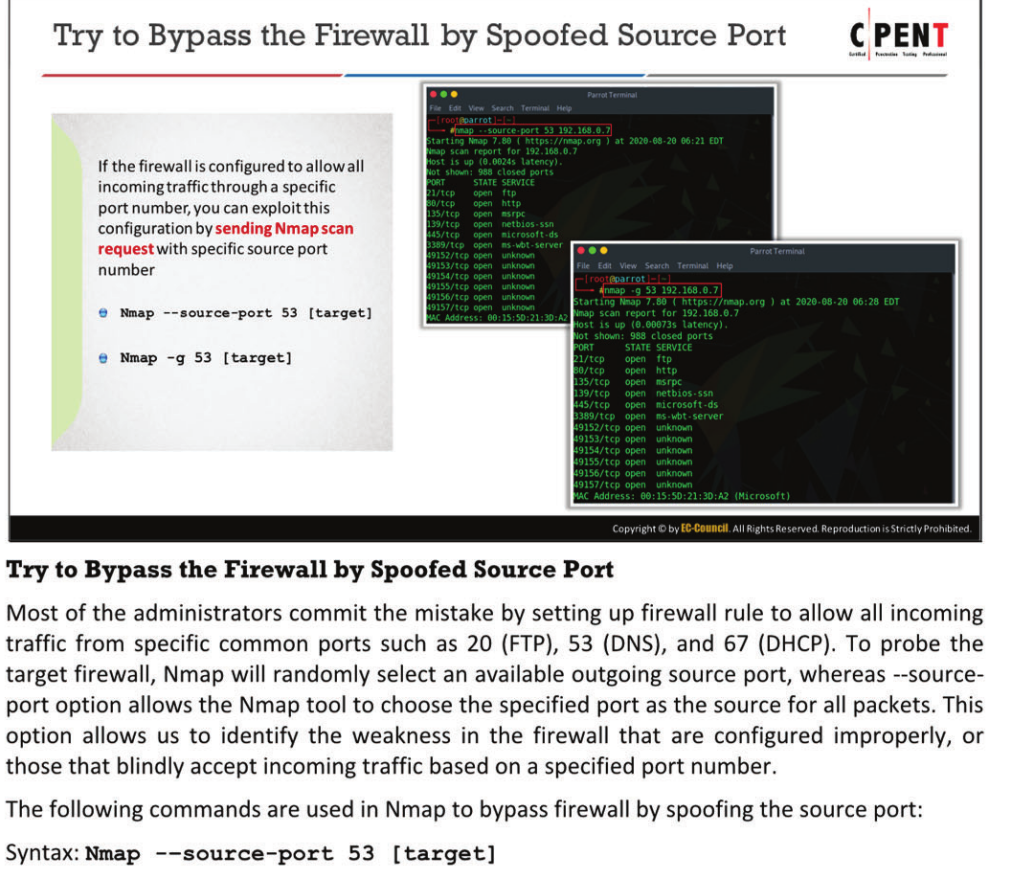 Try to Bypass the Firewall by Spoofed Source Port
C PENT
Certified Penetration Testing Professional
If the firewall is configured to allow all
incoming traffic through a specific
port number, you can exploit this
configuration by sending Nmap scan
request with specific source port
number
Nmap --source-port 53 [target]
Nmap -g 53 [target]
Parrot Terminal
File Edit View Search Terminal Help
[root@parrot]-[~]
#nmap --source-port 53 192.168.0.7
Starting Nmap 7.80 ( https://nmap.org ) at 2020-08-20 06:21 EDT
Nmap scan report for 192.168.0.7
Host is up (0.0024s latency).
Not shown: 988 closed ports
PORT STATE SERVICE
21/tcp open ftp
80/tcp open http
135/tcp open msrpc
139/tcp open netbios-ssn
445/tcp open microsoft-ds
3389/tcp open ms-wbt-server
49152/tcp open unknown
49153/tcp open unknown
49154/tcp open unknown
49155/tcp open unknown
49156/tcp open unknown
49157/tcp open unknown
MAC Address: 00:15:5D:21:3D:A2
Parrot Terminal
File Edit View Search Terminal Help
[root@parrot]-[~]
#nmap -g 53 192.168.0.7
Starting Nmap 7.80 ( https://nmap.org ) at 2020-08-20 06:28 EDT
Nmap scan report for 192.168.0.7
Host is up (0.00073s latency).
Not shown: 988 closed ports
PORT STATE SERVICE
21/tcp open ftp
80/tcp open http
135/tcp open msrpc
139/tcp open netbios-ssn
445/tcp open microsoft-ds
3389/tcp open ms-wbt-server
49152/tcp open unknown
49153/tcp open unknown
49154/tcp open unknown
49155/tcp open unknown
49156/tcp open unknown
49157/tcp open unknown
MAC Address: 00:15:5D:21:3D:A2 (Microsoft)
Copyright © by EC-Council. All Rights Reserved. Reproduction is Strictly Prohibited.
Try to Bypass the Firewall by Spoofed Source Port
Most of the administrators commit the mistake by setting up firewall rule to allow all incoming
traffic from specific common ports such as 20 (FTP), 53 (DNS), and 67 (DHCP). To probe the
target firewall, Nmap will randomly select an available outgoing source port, whereas --source-
port option allows the Nmap tool to choose the specified port as the source for all packets. This
option allows us to identify the weakness in the firewall that are configured improperly, or
those that blindly accept incoming traffic based on a specified port number.
The following commands are used in Nmap to bypass firewall by spoofing the source port:
Syntax: Nmap --source-port 53 [target]